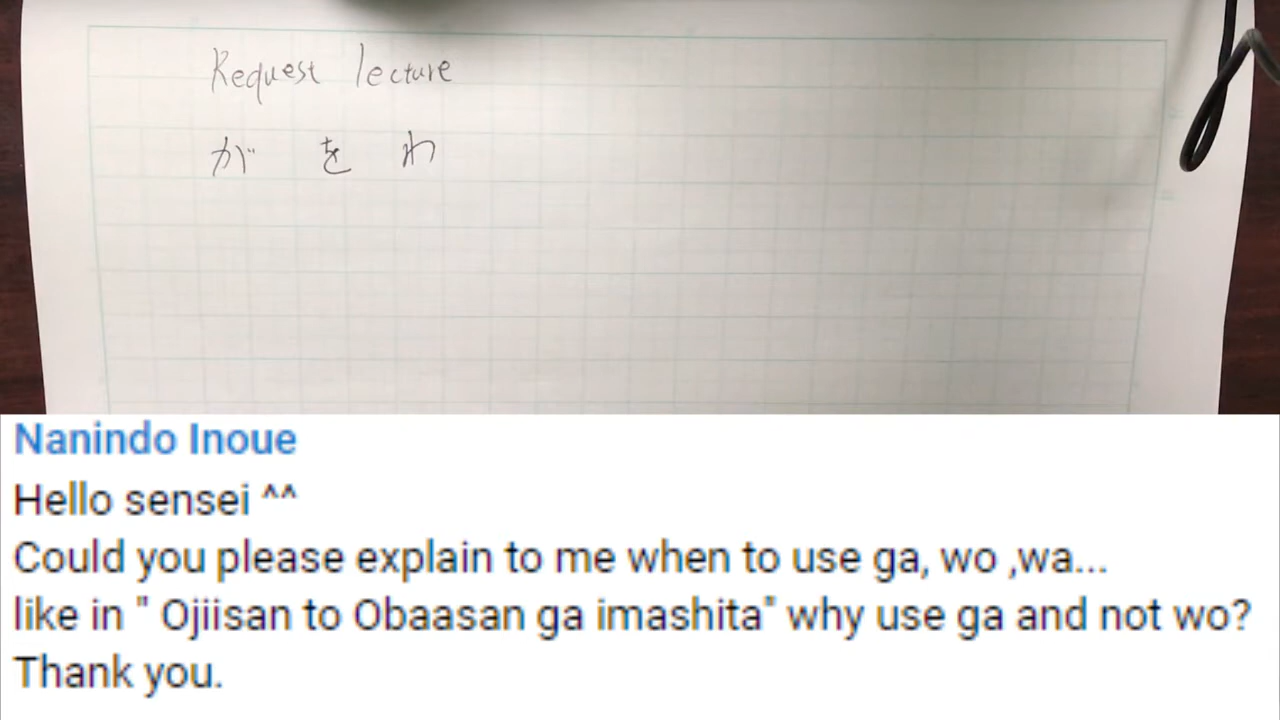 Request lecture
が を わ
Nanindo Inoue
Hello sensei ^^
Could you please explain to me when to use ga, wo ,wa...
like in " Ojiisan to Obaasan ga imashita" why use ga and not wo?
Thank you.